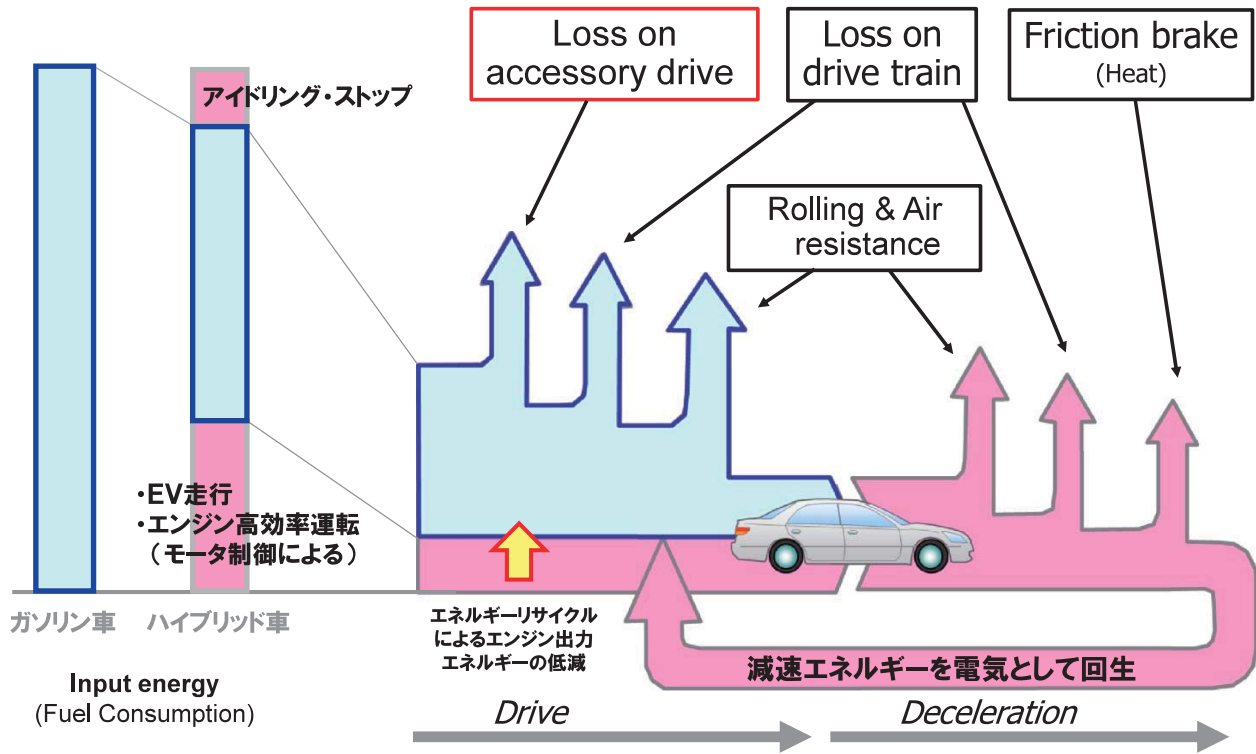 Loss on
accessory drive
Loss on
drive train
Friction brake
(Heat)
アイドリング・ストップ
Rolling & Air
resistance
・EV走行
・エンジン高効率運転
（モータ制御による）
ガソリン車
ハイブリッド車
エネルギーリサイクル
によるエンジン出力
エネルギーの低減
減速エネルギーを電気として回生
Input energy
(Fuel Consumption)
Drive
Deceleration